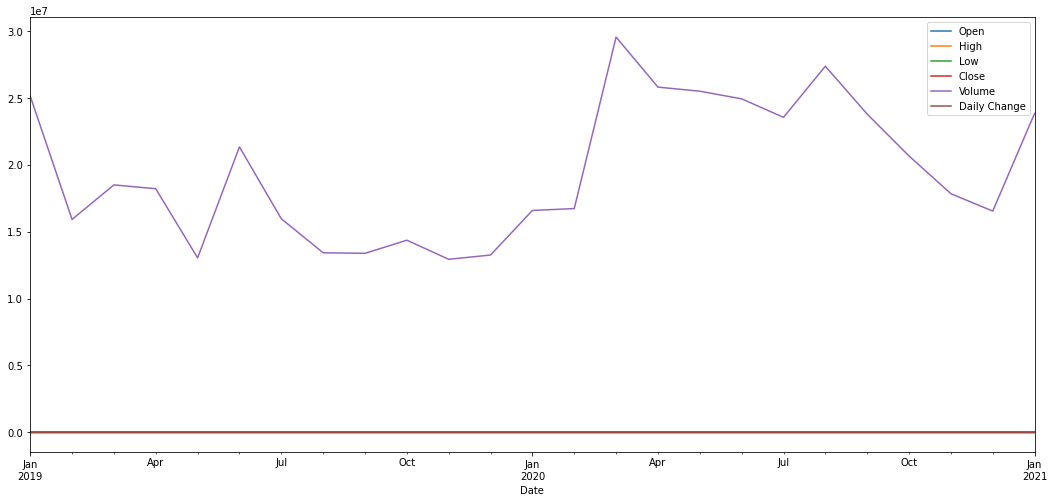 1e7
3.0
2.5
2.0
1.5
1.0
0.5
0.0
Open
High
Low
Close
Volume
Daily Change
Jan Apr Jul Oct Jan Apr Jul Oct Jan
2019 2020 2021
Date